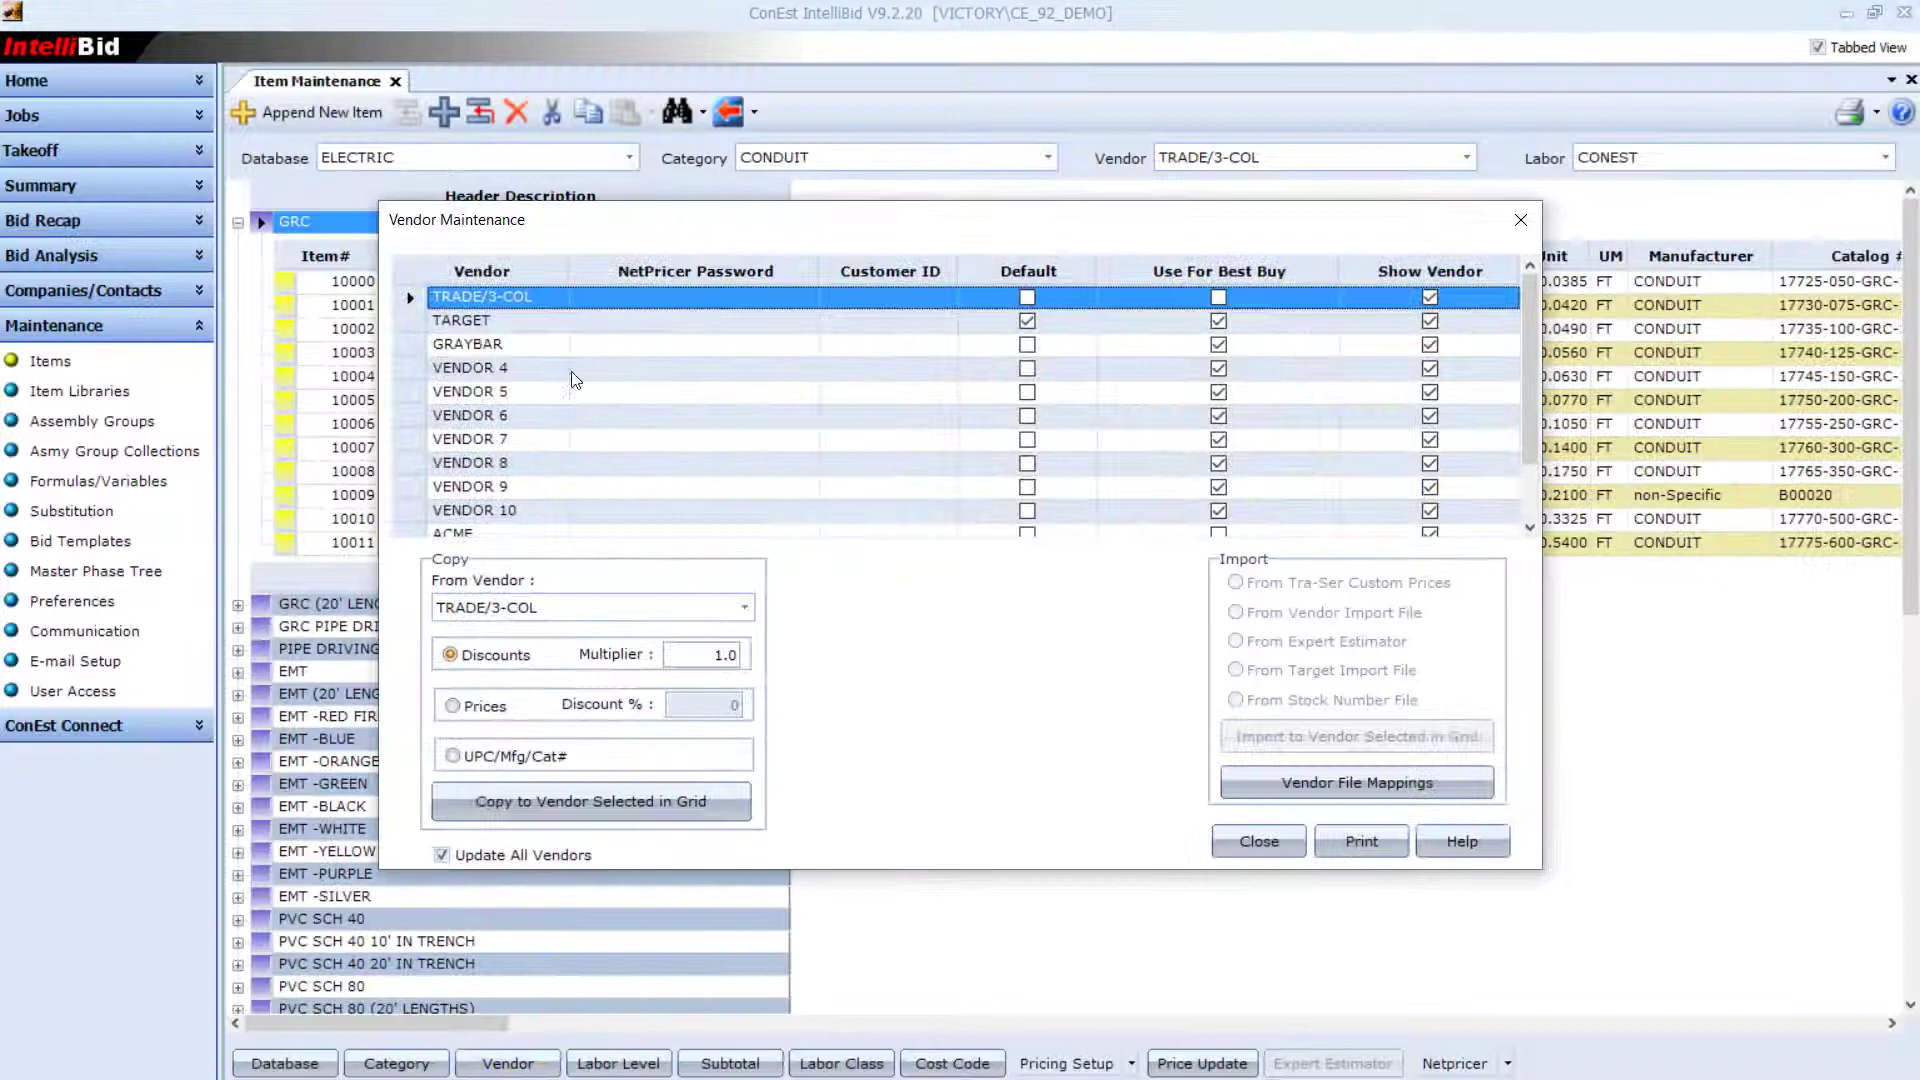 ConEst IntelliBid V9.2.20 [VICTORY\CE_92_DEMO]
IntelliBid
Tabbed View
Home
Jobs
Takeoff
Summary
Bid Recap
Bid Analysis
Companies/Contacts
Maintenance
Items
Item Libraries
Assembly Groups
Asmy Group Collections
Formulas/Variables
Substitution
Bid Templates
Master Phase Tree
Preferences
Communication
E-mail Setup
User Access
ConEst Connect
Item Maintenance
Append New Item
Database ELECTRIC Category CONDUIT Vendor TRADE/3-COL Labor CONEST
Header Description
GRC
Item#
10000
10001
10002
10003
10004
10005
10006
10007
10008
10009
10010
10011
GRC (20' LENG
GRC PIPE DRI
PIPE DRIVING
EMT
EMT (20' LENG
EMT -RED FIR
EMT -BLUE
EMT -ORANGE
EMT -GREEN
EMT -BLACK
EMT -WHITE
EMT -YELLOW
EMT -PURPLE
EMT -SILVER
PVC SCH 40
PVC SCH 40 10' IN TRENCH
PVC SCH 40 20' IN TRENCH
PVC SCH 80
PVC SCH 80 (20' LENGTHS)
Vendor Maintenance
Vendor NetPricer Password Customer ID Default Use For Best Buy Show Vendor
TRADE/3-COL
TARGET
GRAYBAR
VENDOR 4
VENDOR 5
VENDOR 6
VENDOR 7
VENDOR 8
VENDOR 9
VENDOR 10
ACME
Copy
From Vendor :
TRADE/3-COL
Discounts Multiplier : 1.0
Prices Discount % : 0
UPC/Mfg/Cat#
Copy to Vendor Selected in Grid
Update All Vendors
Import
From Tra-Ser Custom Prices
From Vendor Import File
From Expert Estimator
From Target Import File
From Stock Number File
Import to Vendor Selected in Grid
Vendor File Mappings
Close Print Help
Unit UM Manufacturer Catalog #
0.0385 FT CONDUIT 17725-050-GRC-
0.0420 FT CONDUIT 17730-075-GRC-
0.0490 FT CONDUIT 17735-100-GRC-
0.0560 FT CONDUIT 17740-125-GRC-
0.0630 FT CONDUIT 17745-150-GRC-
0.0770 FT CONDUIT 17750-200-GRC-
0.1050 FT CONDUIT 17755-250-GRC-
0.1400 FT CONDUIT 17760-300-GRC-
0.1750 FT CONDUIT 17765-350-GRC-
0.2100 FT non-Specific B00020
0.3325 FT CONDUIT 17770-500-GRC-
0.5400 FT CONDUIT 17775-600-GRC-
Database Category Vendor Labor Level Subtotal Labor Class Cost Code Pricing Setup Price Update Expert Estimator Netpricer